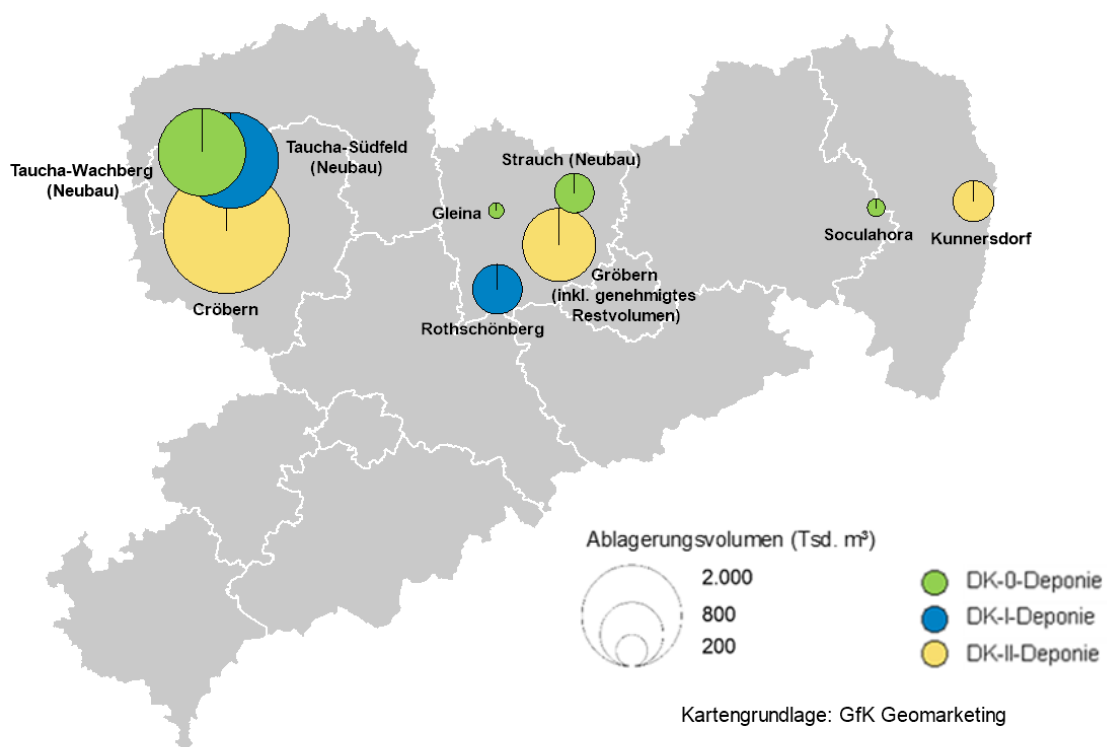 Taucha-Wachberg
(Neubau)
Taucha-Südfeld
(Neubau)
Cröbern
Strauch (Neubau)
Gleina
Gröbern
(inkl. genehmigtes
Restvolumen)
Rothschönberg
Soculahora
Kunnersdorf
Ablagerungsvolumen (Tsd. m³)
2.000
800
200
DK-0-Deponie
DK-I-Deponie
DK-II-Deponie
Kartengrundlage: GfK Geomarketing